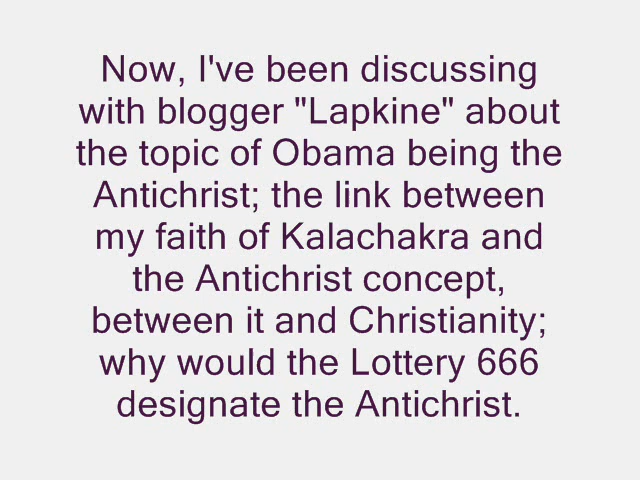 Now, I've been discussing
with blogger "Lapkine" about
the topic of Obama being the
Antichrist; the link between
my faith of Kalachakra and
the Antichrist concept,
between it and Christianity;
why would the Lottery 666
designate the Antichrist.